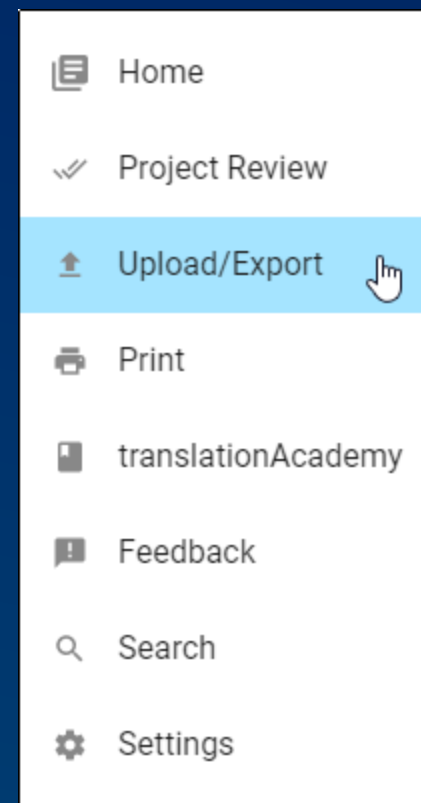 Home
Project Review
Upload/Export
Print
translationAcademy
Feedback
Search
Settings